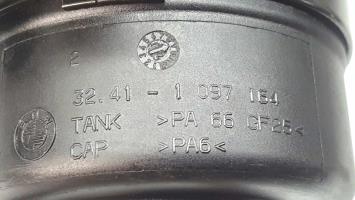 2
32.41 - 1 097 164
TANK >PA 66 GF25<
CAP >PA6<